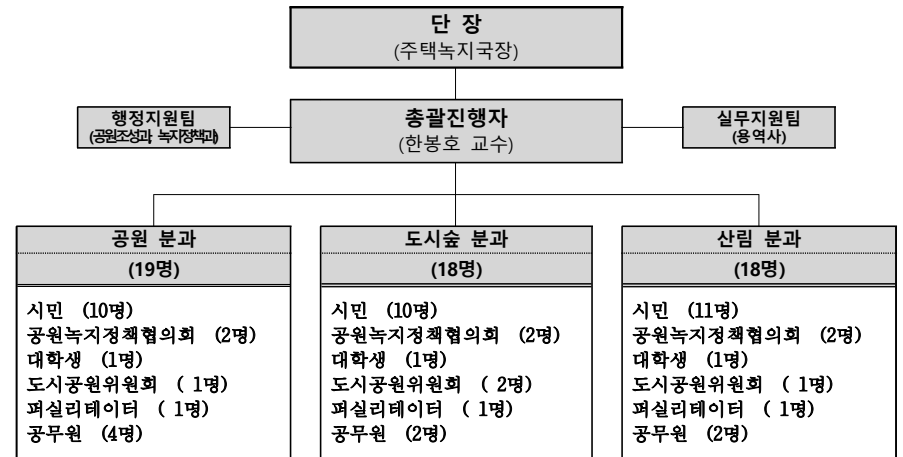 단 장
(주택녹지국장)
행정지원팀
(공원조성과, 녹지정책과)
총괄진행자
(한봉호 교수)
실무지원팀
(용역사)
공원 분과
(19명)
시민 (10명)
공원녹지정책협의회 (2명)
대학생 (1명)
도시공원위원회 ( 1명)
퍼실리테이터 ( 1명)
공무원 (4명)
도시숲 분과
(18명)
시민 (10명)
공원녹지정책협의회 (2명)
대학생 (1명)
도시공원위원회 ( 2명)
퍼실리테이터 ( 1명)
공무원 (2명)
산림 분과
(18명)
시민 (11명)
공원녹지정책협의회 (2명)
대학생 (1명)
도시공원위원회 ( 1명)
퍼실리테이터 ( 1명)
공무원 (2명)